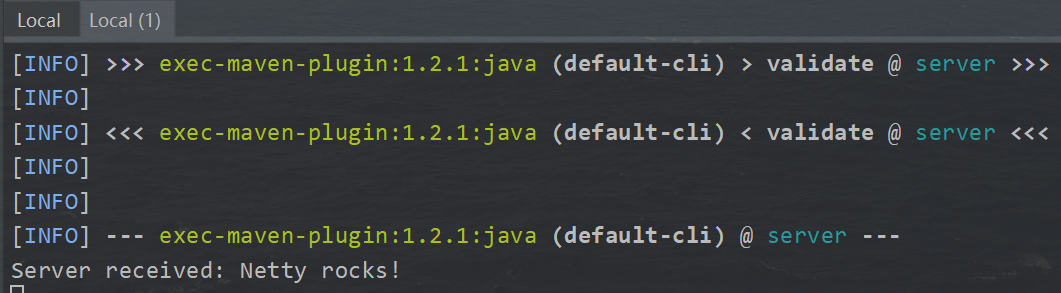 Local Local (1)
[INFO] >>> exec-maven-plugin:1.2.1:java (default-cli) > validate @ server >>>
[INFO]
[INFO] <<< exec-maven-plugin:1.2.1:java (default-cli) < validate @ server <<<
[INFO]
[INFO]
[INFO] --- exec-maven-plugin:1.2.1:java (default-cli) @ server ---
Server received: Netty rocks!